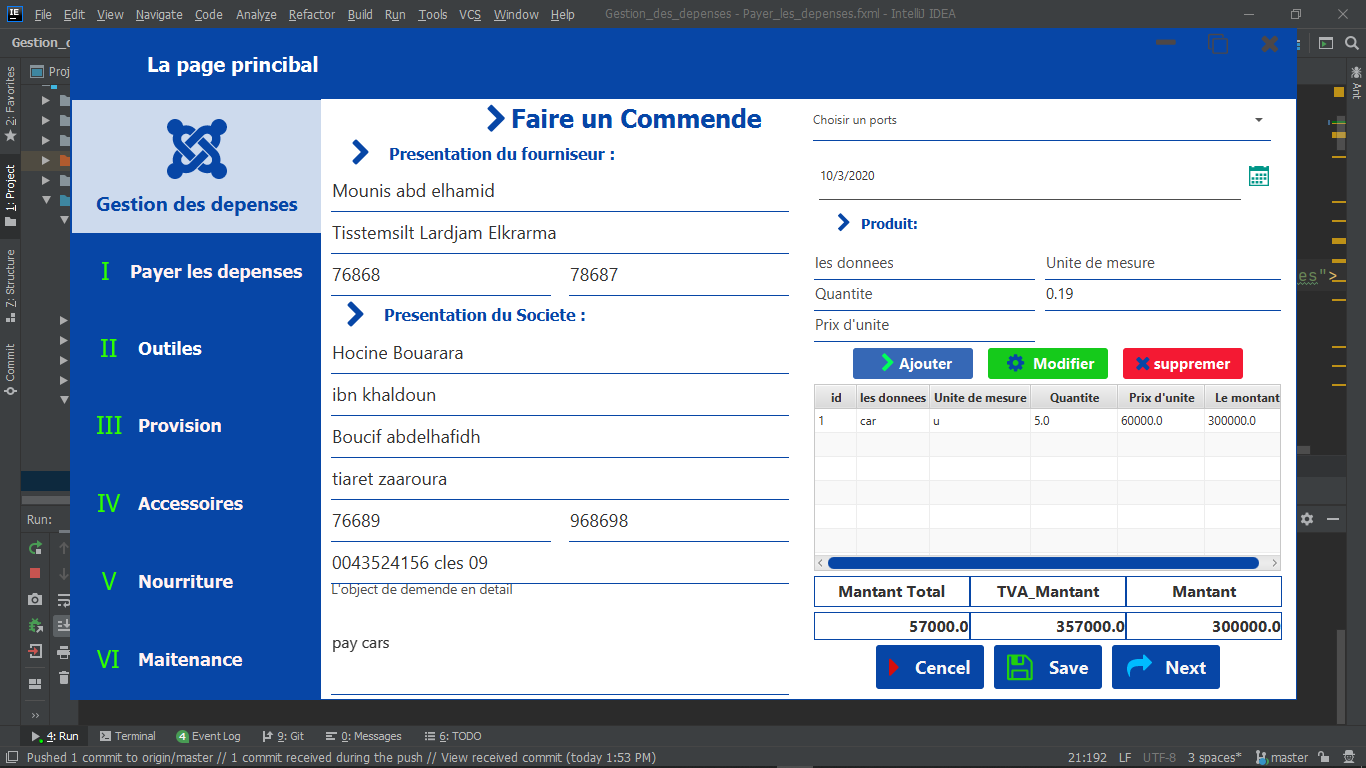 File Edit View Navigate Code Analyze Refactor Build Run Tools VCS Window Help Gestion_des_depenses - Payer_les_depenses.fxml - IntelliJ IDEA
Gestion_d
La page princibal
2: Favorites
1: Project
7: Structure
Commit
Proj
Ant
Gestion des depenses
I Payer les depenses
II Outiles
III Provision
IV Accessoires
V Nourriture
VI Maitenance
Faire un Commende
Presentation du fourniseur :
Mounis abd elhamid
Tisstemsilt Lardjam Elkrarma
76868 78687
Presentation du Societe :
Hocine Bouarara
ibn khaldoun
Boucif abdelhafidh
tiaret zaaroura
76689 968698
0043524156 cles 09
L'object de demende en detail
pay cars
Choisir un ports
10/3/2020
Produit:
les donnees Unite de mesure
Quantite 0.19
Prix d'unite
Ajouter Modifier suppremer
id les donnees Unite de mesure Quantite Prix d'unite Le montant
1 car u 5.0 60000.0 300000.0
Mantant Total TVA_Mantant Mantant
57000.0 357000.0 300000.0
Cencel Save Next
es">
Run:
4: Run Terminal 4 Event Log 9: Git 0: Messages 6: TODO
Pushed 1 commit to origin/master // 1 commit received during the push // View received commit (today 1:53 PM) 21:192 LF UTF-8 3 spaces* master